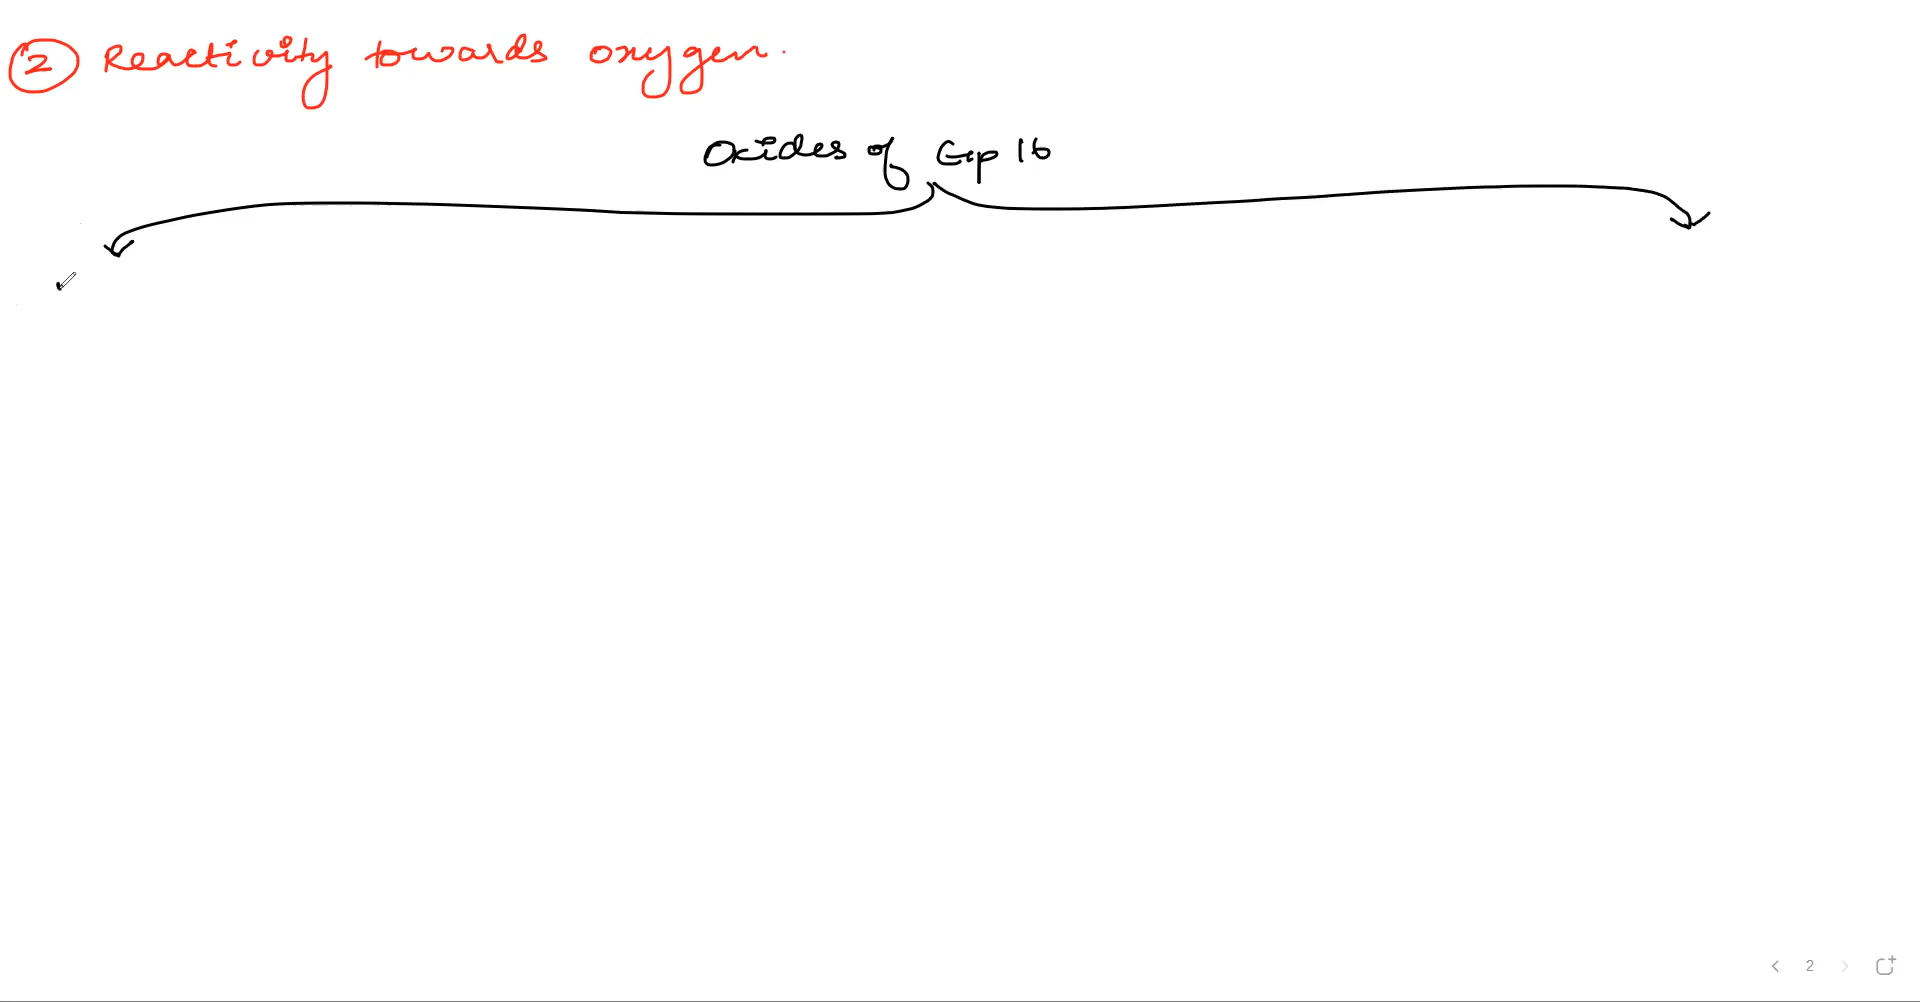 ② Reactivity towards oxygen.
Oxides of Grp 16
2